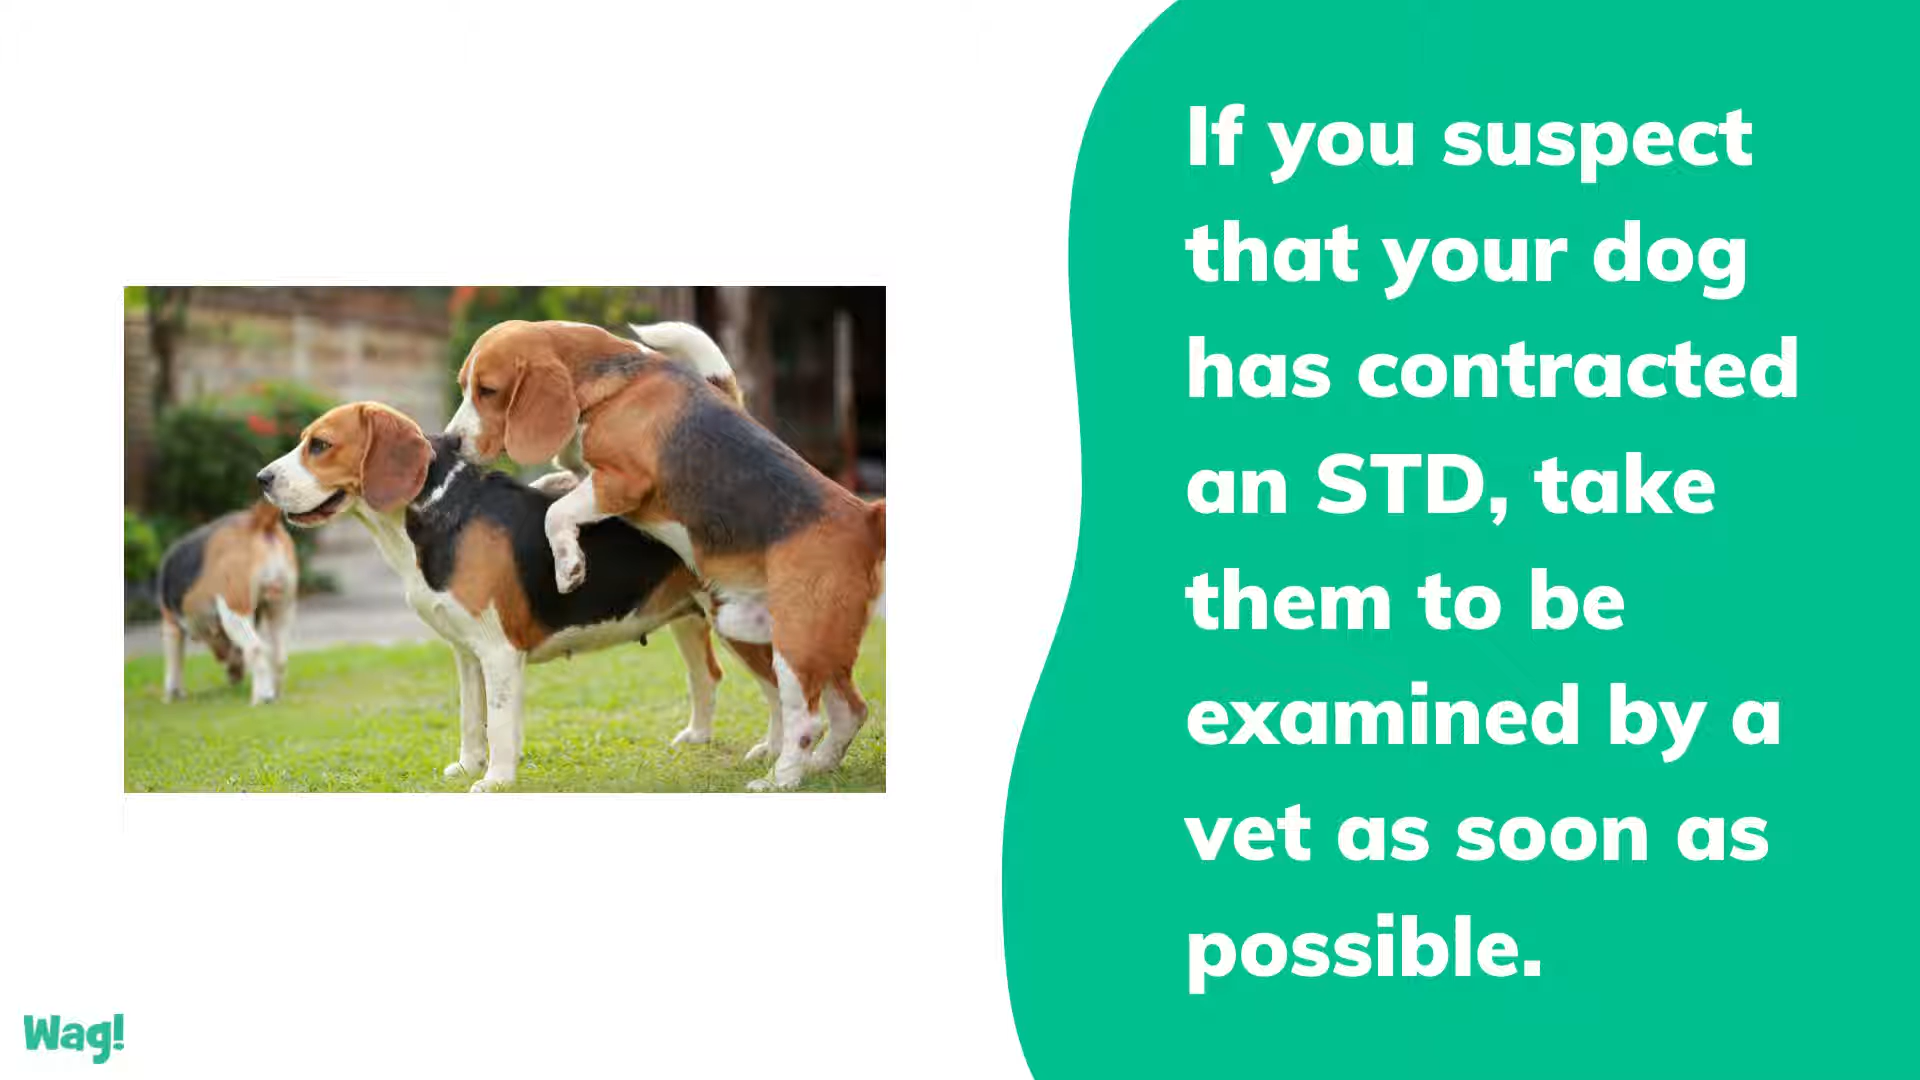 If you suspect
that your dog
has contracted
an STD, take
them to be
examined by a
vet as soon as
possible.
Wag!